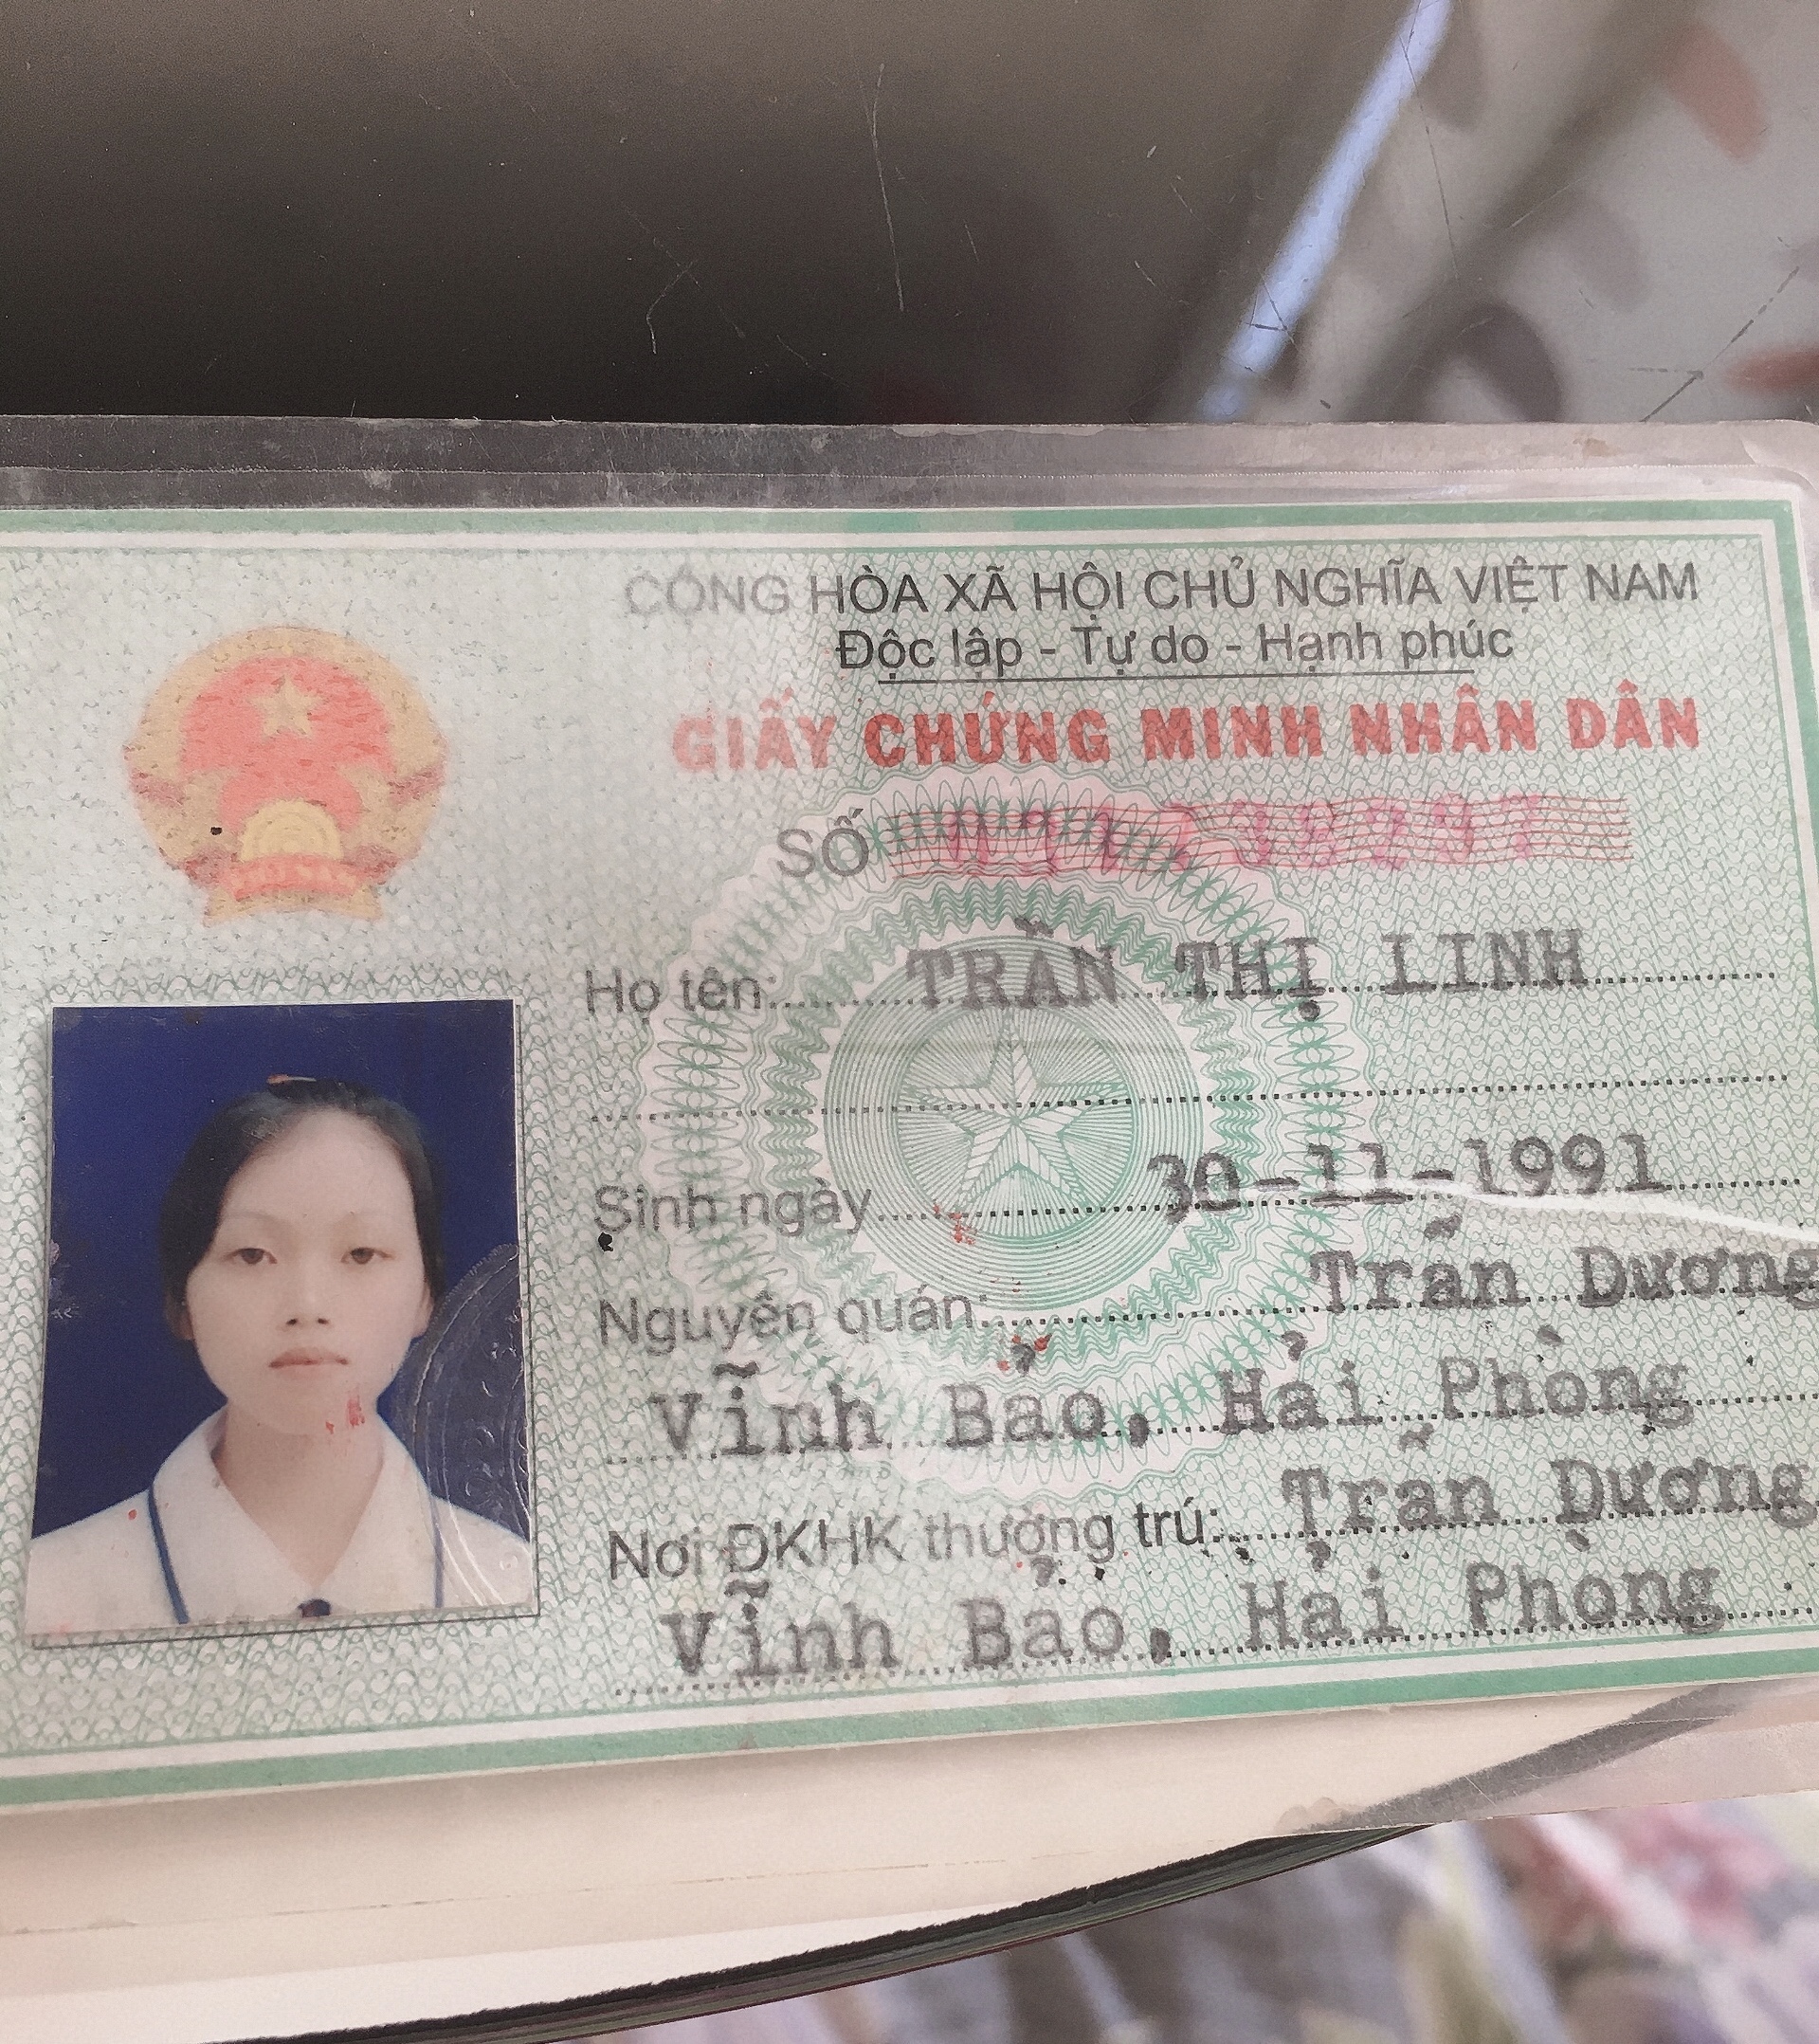 CỘNG HÒA XÃ HỘI CHỦ NGHĨA VIỆT NAM
Độc lập - Tự do - Hạnh phúc
GIẤY CHỨNG MINH NHÂN DÂN
SỐ
Họ tên: TRẦN THỊ LINH
Sinh ngày 30-11-1991
Nguyên quán: Trấn Dương
Vĩnh Bảo, Hải Phòng
Nơi ĐKHK thường trú: Trấn Dương
Vĩnh Bảo, Hải Phòng